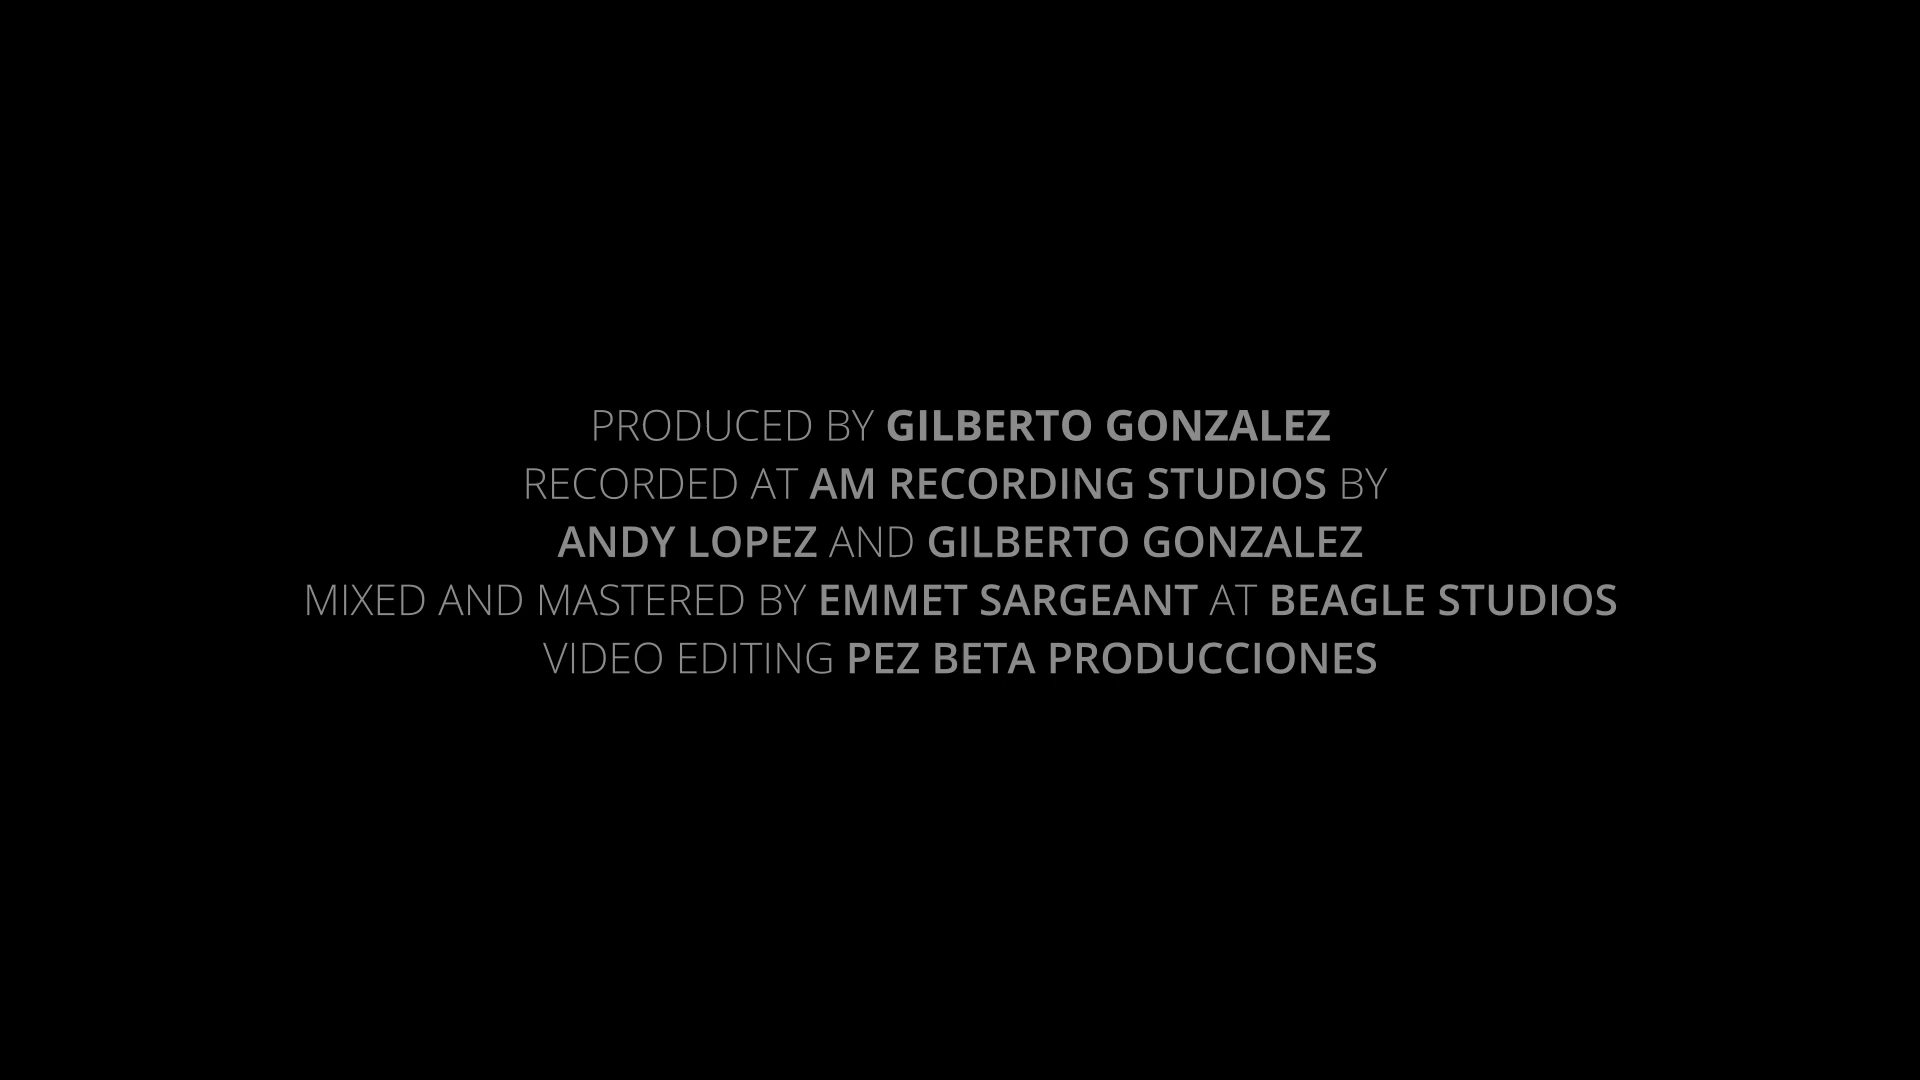 PRODUCED BY GILBERTO GONZALEZ
RECORDED AT AM RECORDING STUDIOS BY
ANDY LOPEZ AND GILBERTO GONZALEZ
MIXED AND MASTERED BY EMMET SARGEANT AT BEAGLE STUDIOS
VIDEO EDITING PEZ BETA PRODUCCIONES